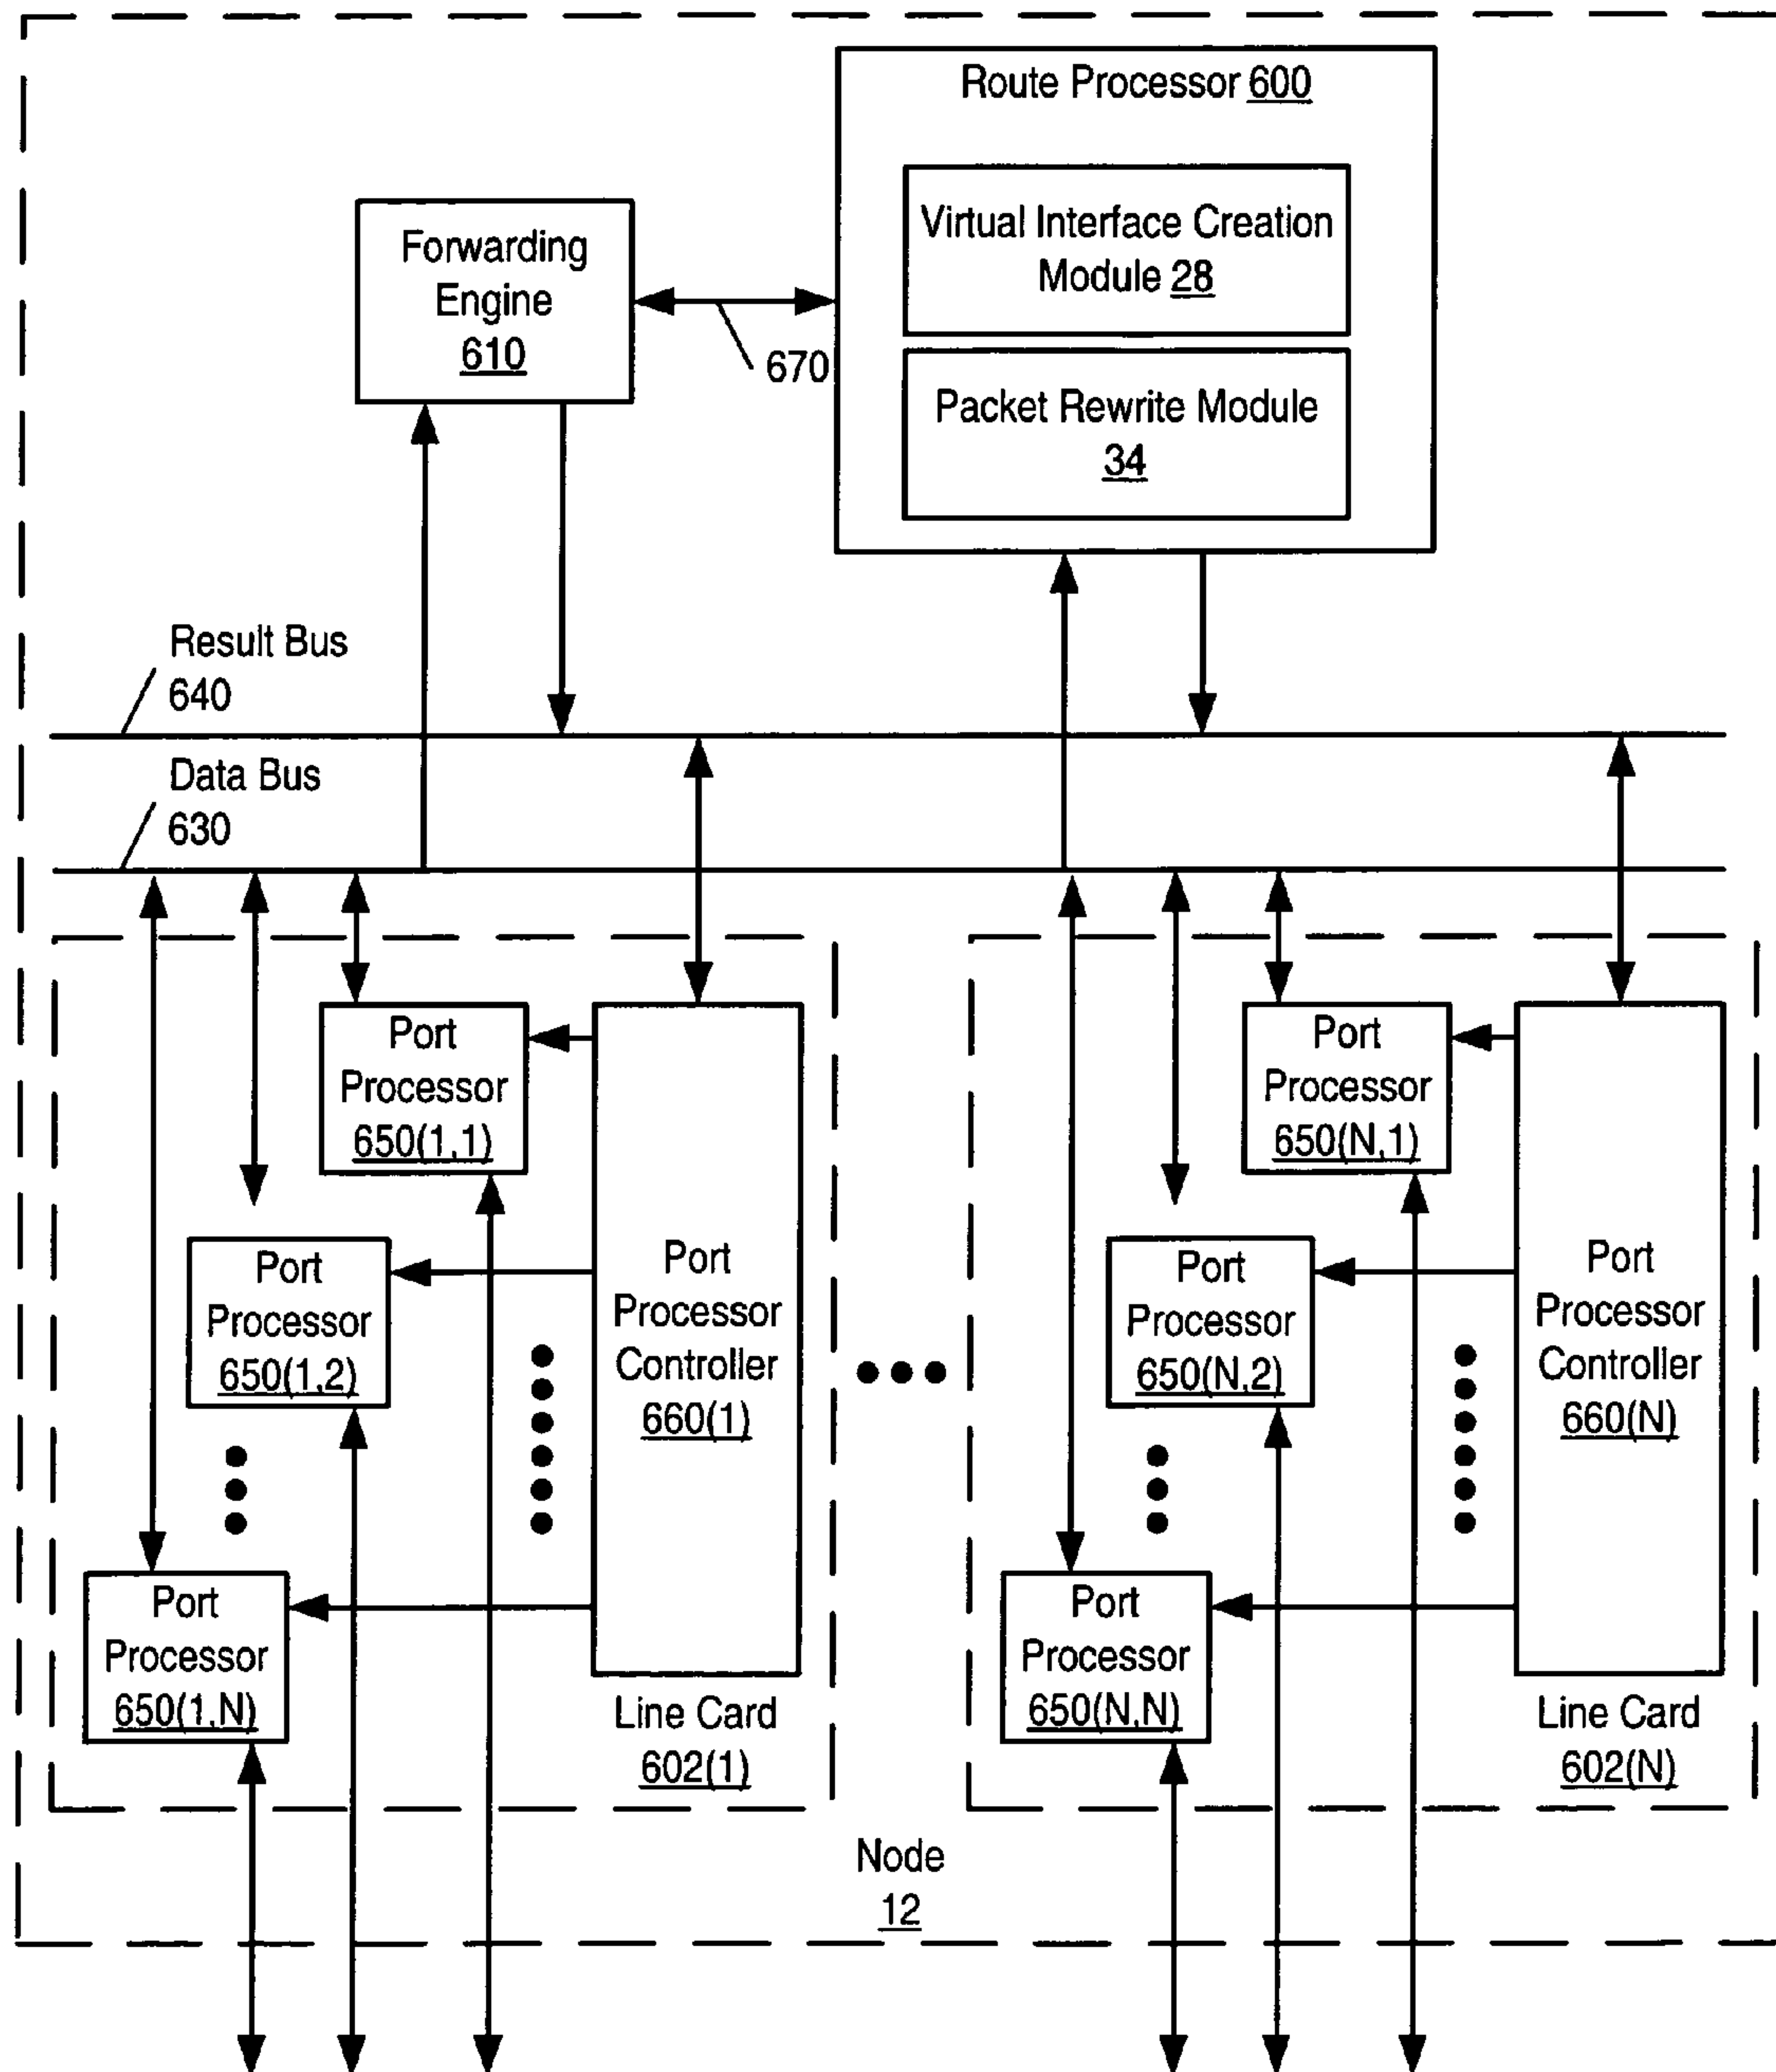 Route Processor 600
Virtual Interface Creation
Module 28
Forwarding
Engine
610
670
Packet Rewrite Module
34
Result Bus
640
Data Bus
630
Port
Processor
650(1,1)
Port
Processor
650(1,2)
Port
Processor
650(1,N)
Port
Processor
Controller
660(1)
Line Card
602(1)
Port
Processor
650(N,1)
Port
Processor
650(N,2)
Port
Processor
650(N,N)
Port
Processor
Controller
660(N)
Line Card
602(N)
Node
12